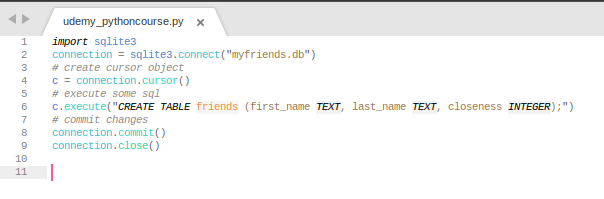 udemy_pythoncourse.py ×
1 import sqlite3
2 connection = sqlite3.connect("myfriends.db")
3 # create cursor object
4 c = connection.cursor()
5 # execute some sql
6 c.execute("CREATE TABLE friends (first_name TEXT, last_name TEXT, closeness INTEGER);")
7 # commit changes
8 connection.commit()
9 connection.close()
10
11